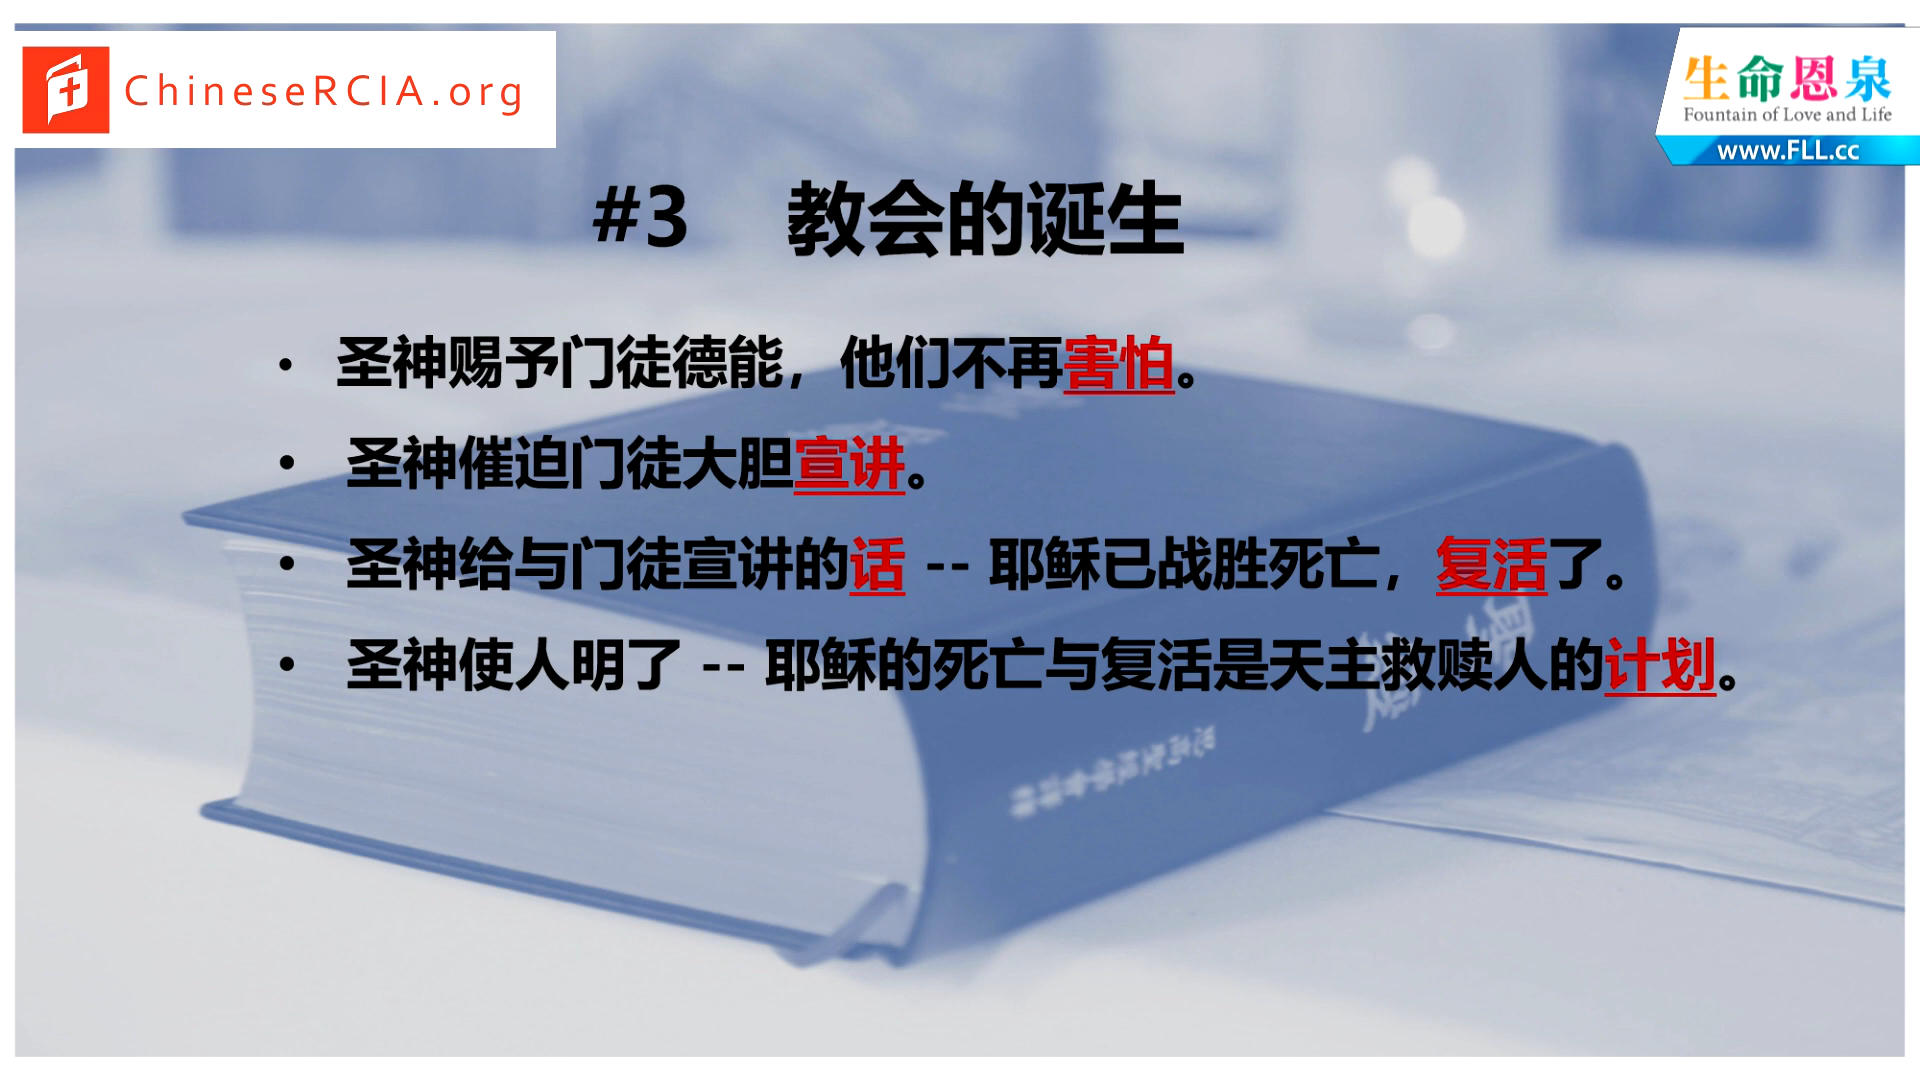 ChineseRCIA.org
生命恩泉
Fountain of Love and Life
www.FLL.cc
#3 教会的诞生
• 圣神赐予门徒德能，他们不再害怕。
• 圣神催迫门徒大胆宣讲。
• 圣神给与门徒宣讲的话 -- 耶稣已战胜死亡，复活了。
• 圣神使人明了 -- 耶稣的死亡与复活是天主救赎人的计划。